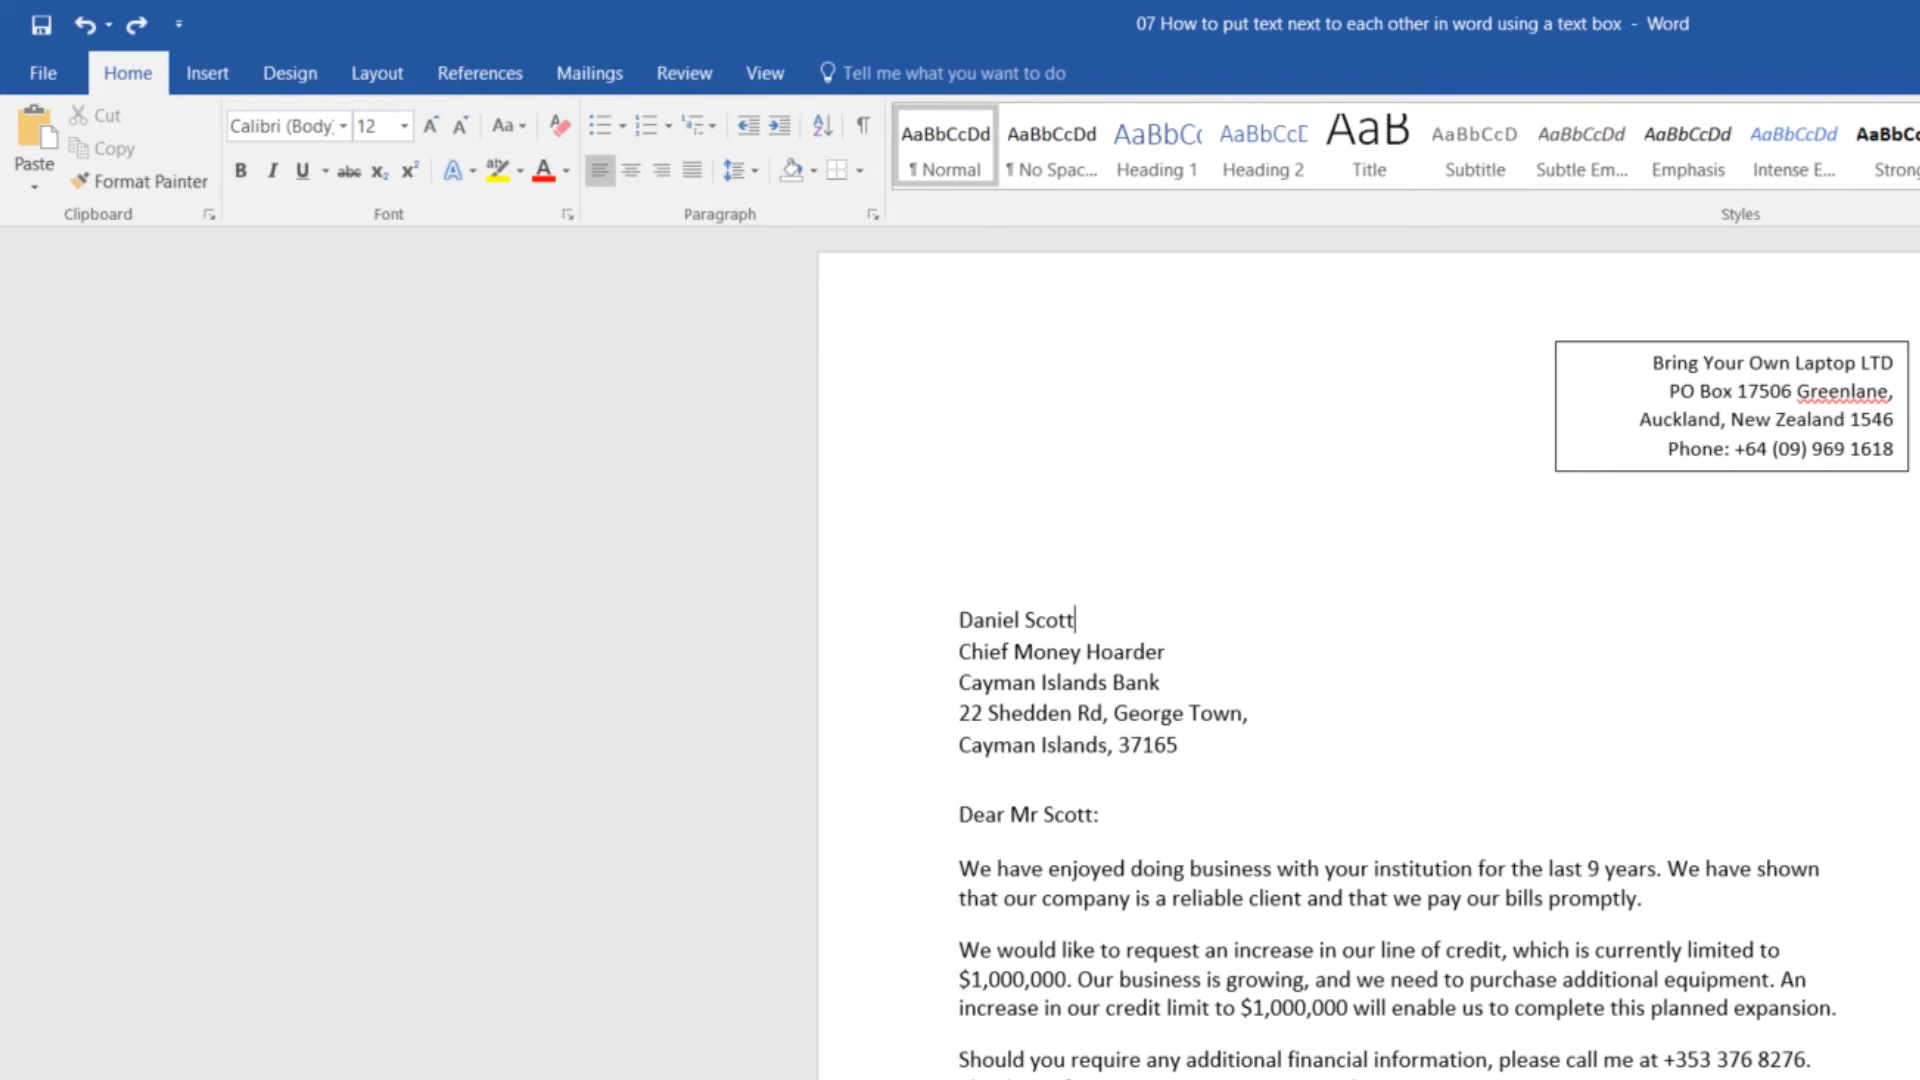 07 How to put text next to each other in word using a text box - Word
File Home Insert Design Layout References Mailings Review View Tell me what you want to do
Paste
Cut
Copy
Format Painter
Clipboard
Calibri (Body) 12
Aa
B I U abc X₂ X² A ab A
Font
Paragraph
AaBbCcDd AaBbCcDd AaBbCc AaBbCcD AaB AaBbCcD AaBbCcDd AaBbCcDd AaBbCcDd AaBbCc
¶ Normal ¶ No Spac... Heading 1 Heading 2 Title Subtitle Subtle Em... Emphasis Intense E... Strong
Styles
Bring Your Own Laptop LTD
PO Box 17506 Greenlane,
Auckland, New Zealand 1546
Phone: +64 (09) 969 1618
Daniel Scott
Chief Money Hoarder
Cayman Islands Bank
22 Shedden Rd, George Town,
Cayman Islands, 37165
Dear Mr Scott:
We have enjoyed doing business with your institution for the last 9 years. We have shown
that our company is a reliable client and that we pay our bills promptly.
We would like to request an increase in our line of credit, which is currently limited to
$1,000,000. Our business is growing, and we need to purchase additional equipment. An
increase in our credit limit to $1,000,000 will enable us to complete this planned expansion.
Should you require any additional financial information, please call me at +353 376 8276.